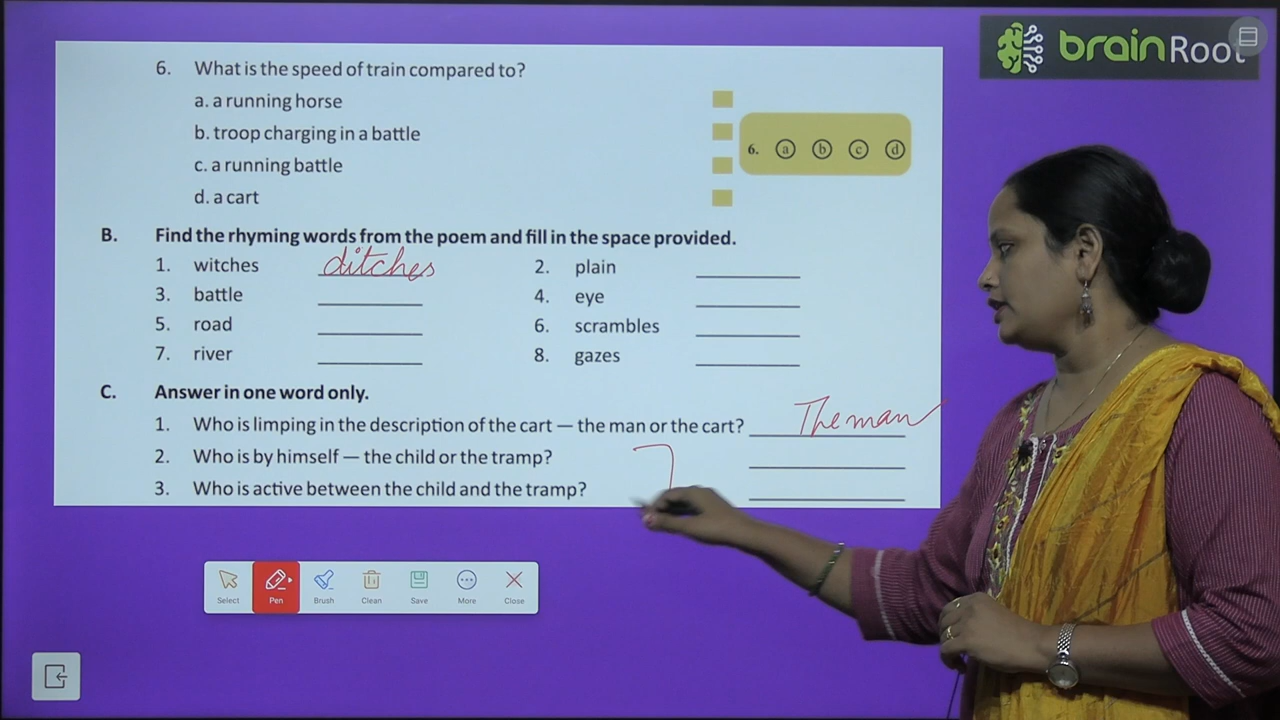 brainRoot
6. What is the speed of train compared to?
a. a running horse
b. troop charging in a battle
c. a running battle
d. a cart
6. a b c d
B. Find the rhyming words from the poem and fill in the space provided.
1. witches ditches 2. plain
3. battle 4. eye
5. road 6. scrambles
7. river 8. gazes
C. Answer in one word only.
1. Who is limping in the description of the cart — the man or the cart? The man
2. Who is by himself — the child or the tramp?
3. Who is active between the child and the tramp?
Select Pen Brush Clean Save More Close